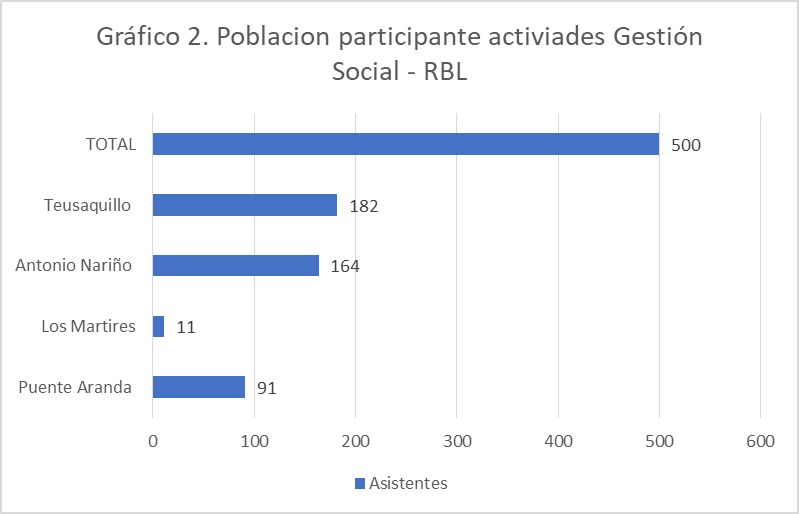 Gráfico 2. Poblacion participante activiades Gestión
Social - RBL
TOTAL
500
Teusaquillo
182
Antonio Nariño
164
Los Martires
11
Puente Aranda
91
0 100 200 300 400 500 600
Asistentes